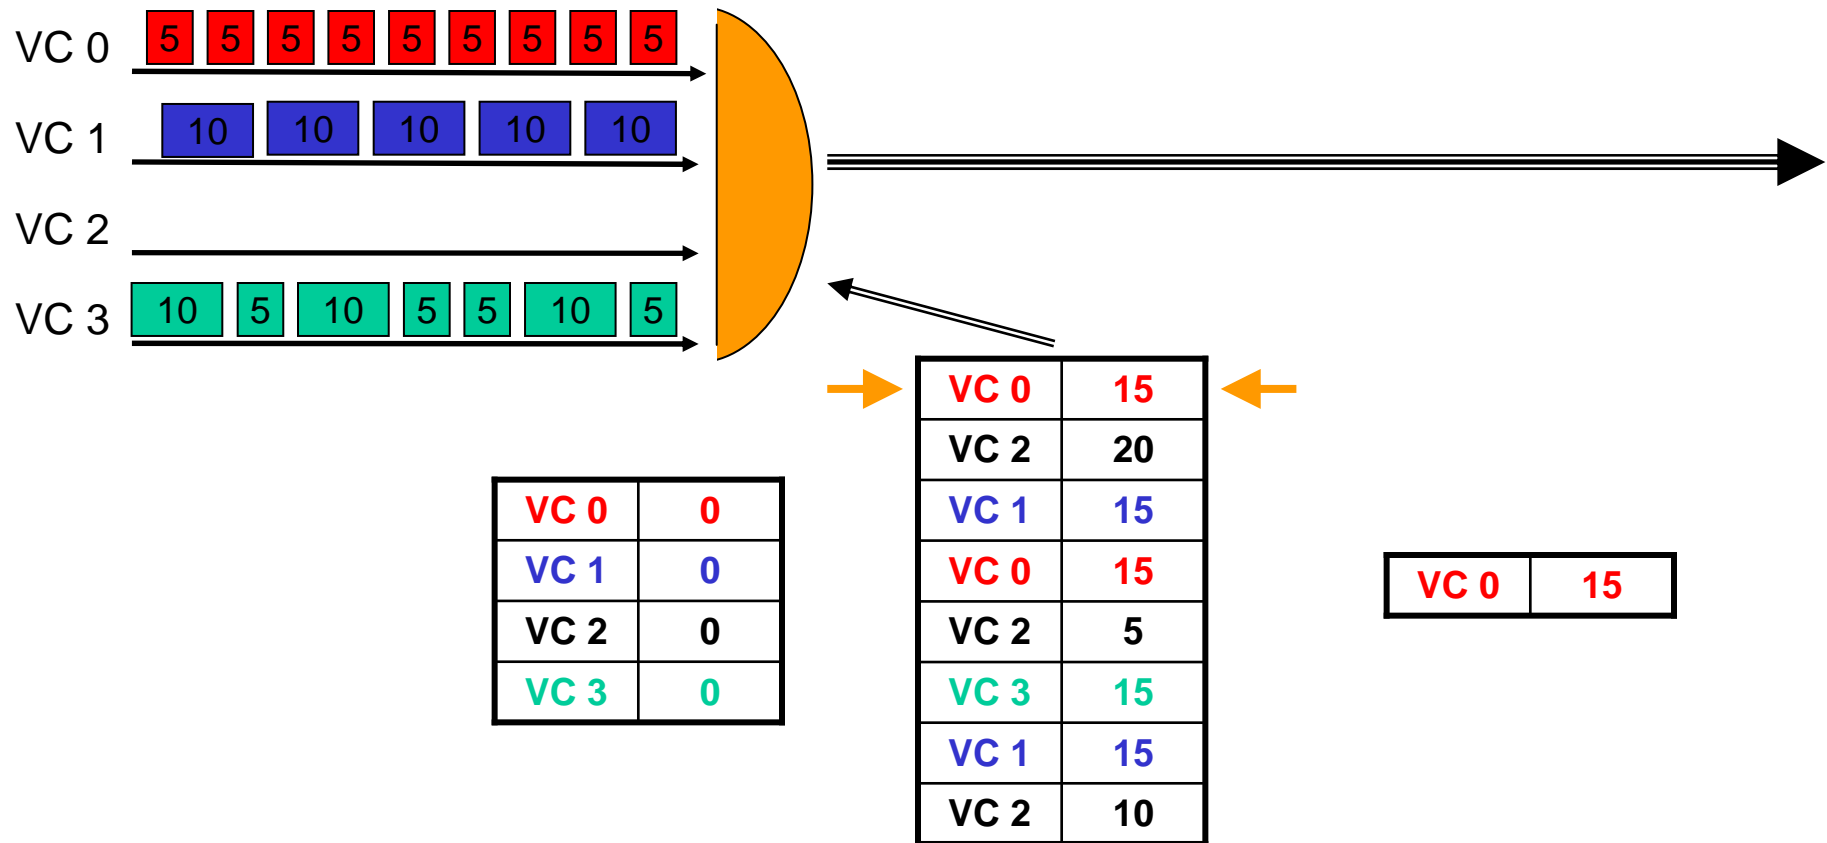 VC 0 5 5 5 5 5 5 5 5 5
VC 1 10 10 10 10 10
VC 2
VC 3 10 5 10 5 5 10 5
VC 0 15
VC 2 20
VC 1 15
VC 0 15
VC 2 5
VC 3 15
VC 1 15
VC 2 10
VC 0 0
VC 1 0
VC 2 0
VC 3 0
VC 0 15